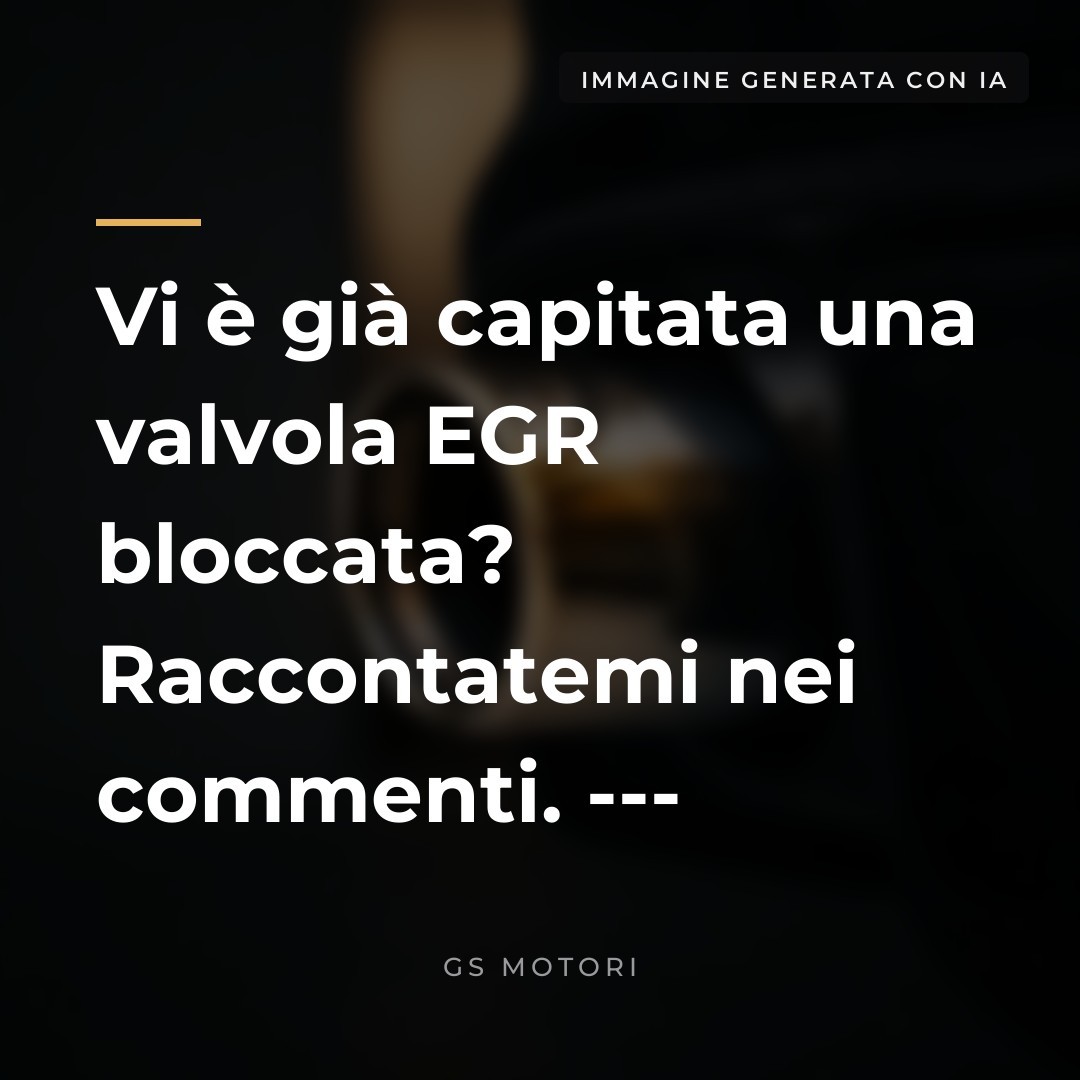 IMMAGINE GENERATA CON IA
Vi è già capitata una
valvola EGR
bloccata?
Raccontatemi nei
commenti. ---
GS MOTORI